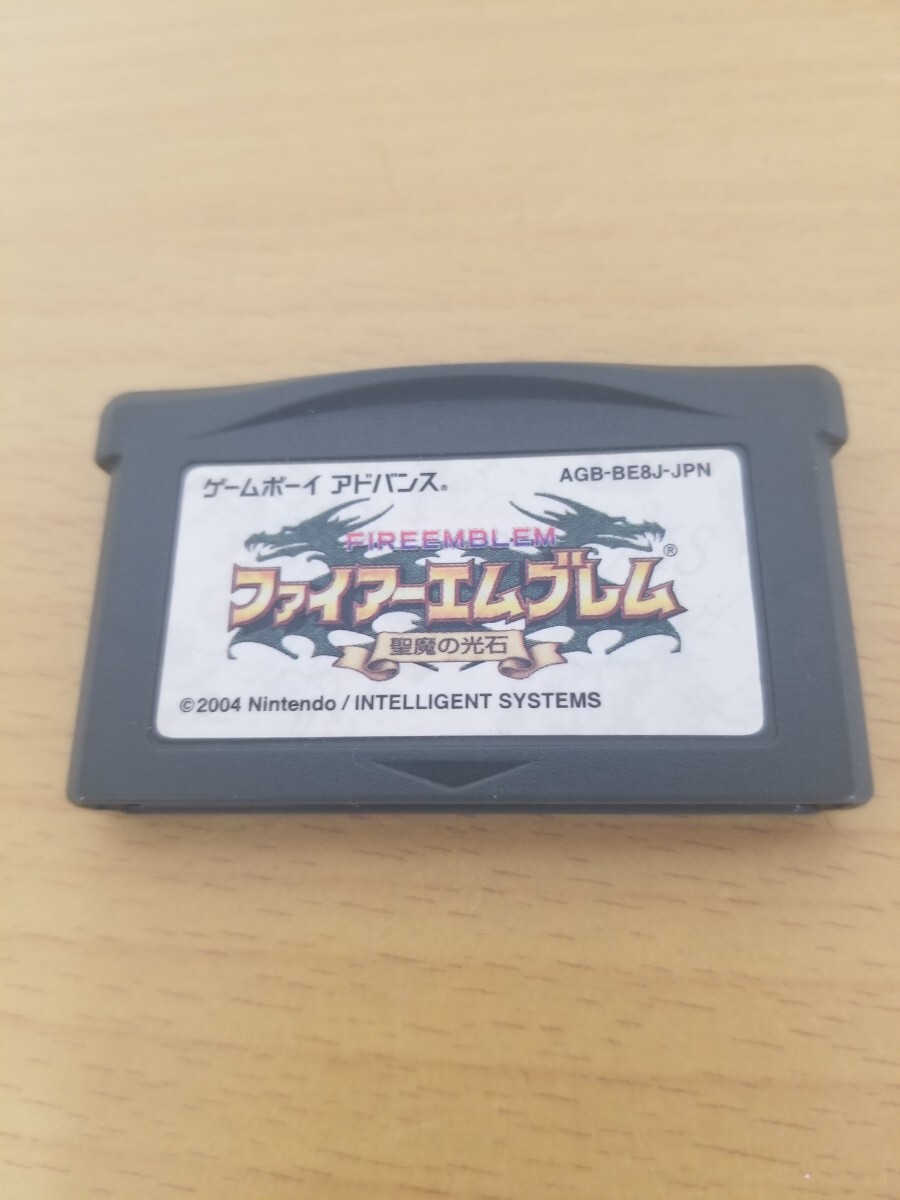 ゲームボーイ アドバンス®
AGB-BE8J-JPN
FIREEMBLEM
ファイアーエムブレム®
聖魔の光石
©2004 Nintendo / INTELLIGENT SYSTEMS